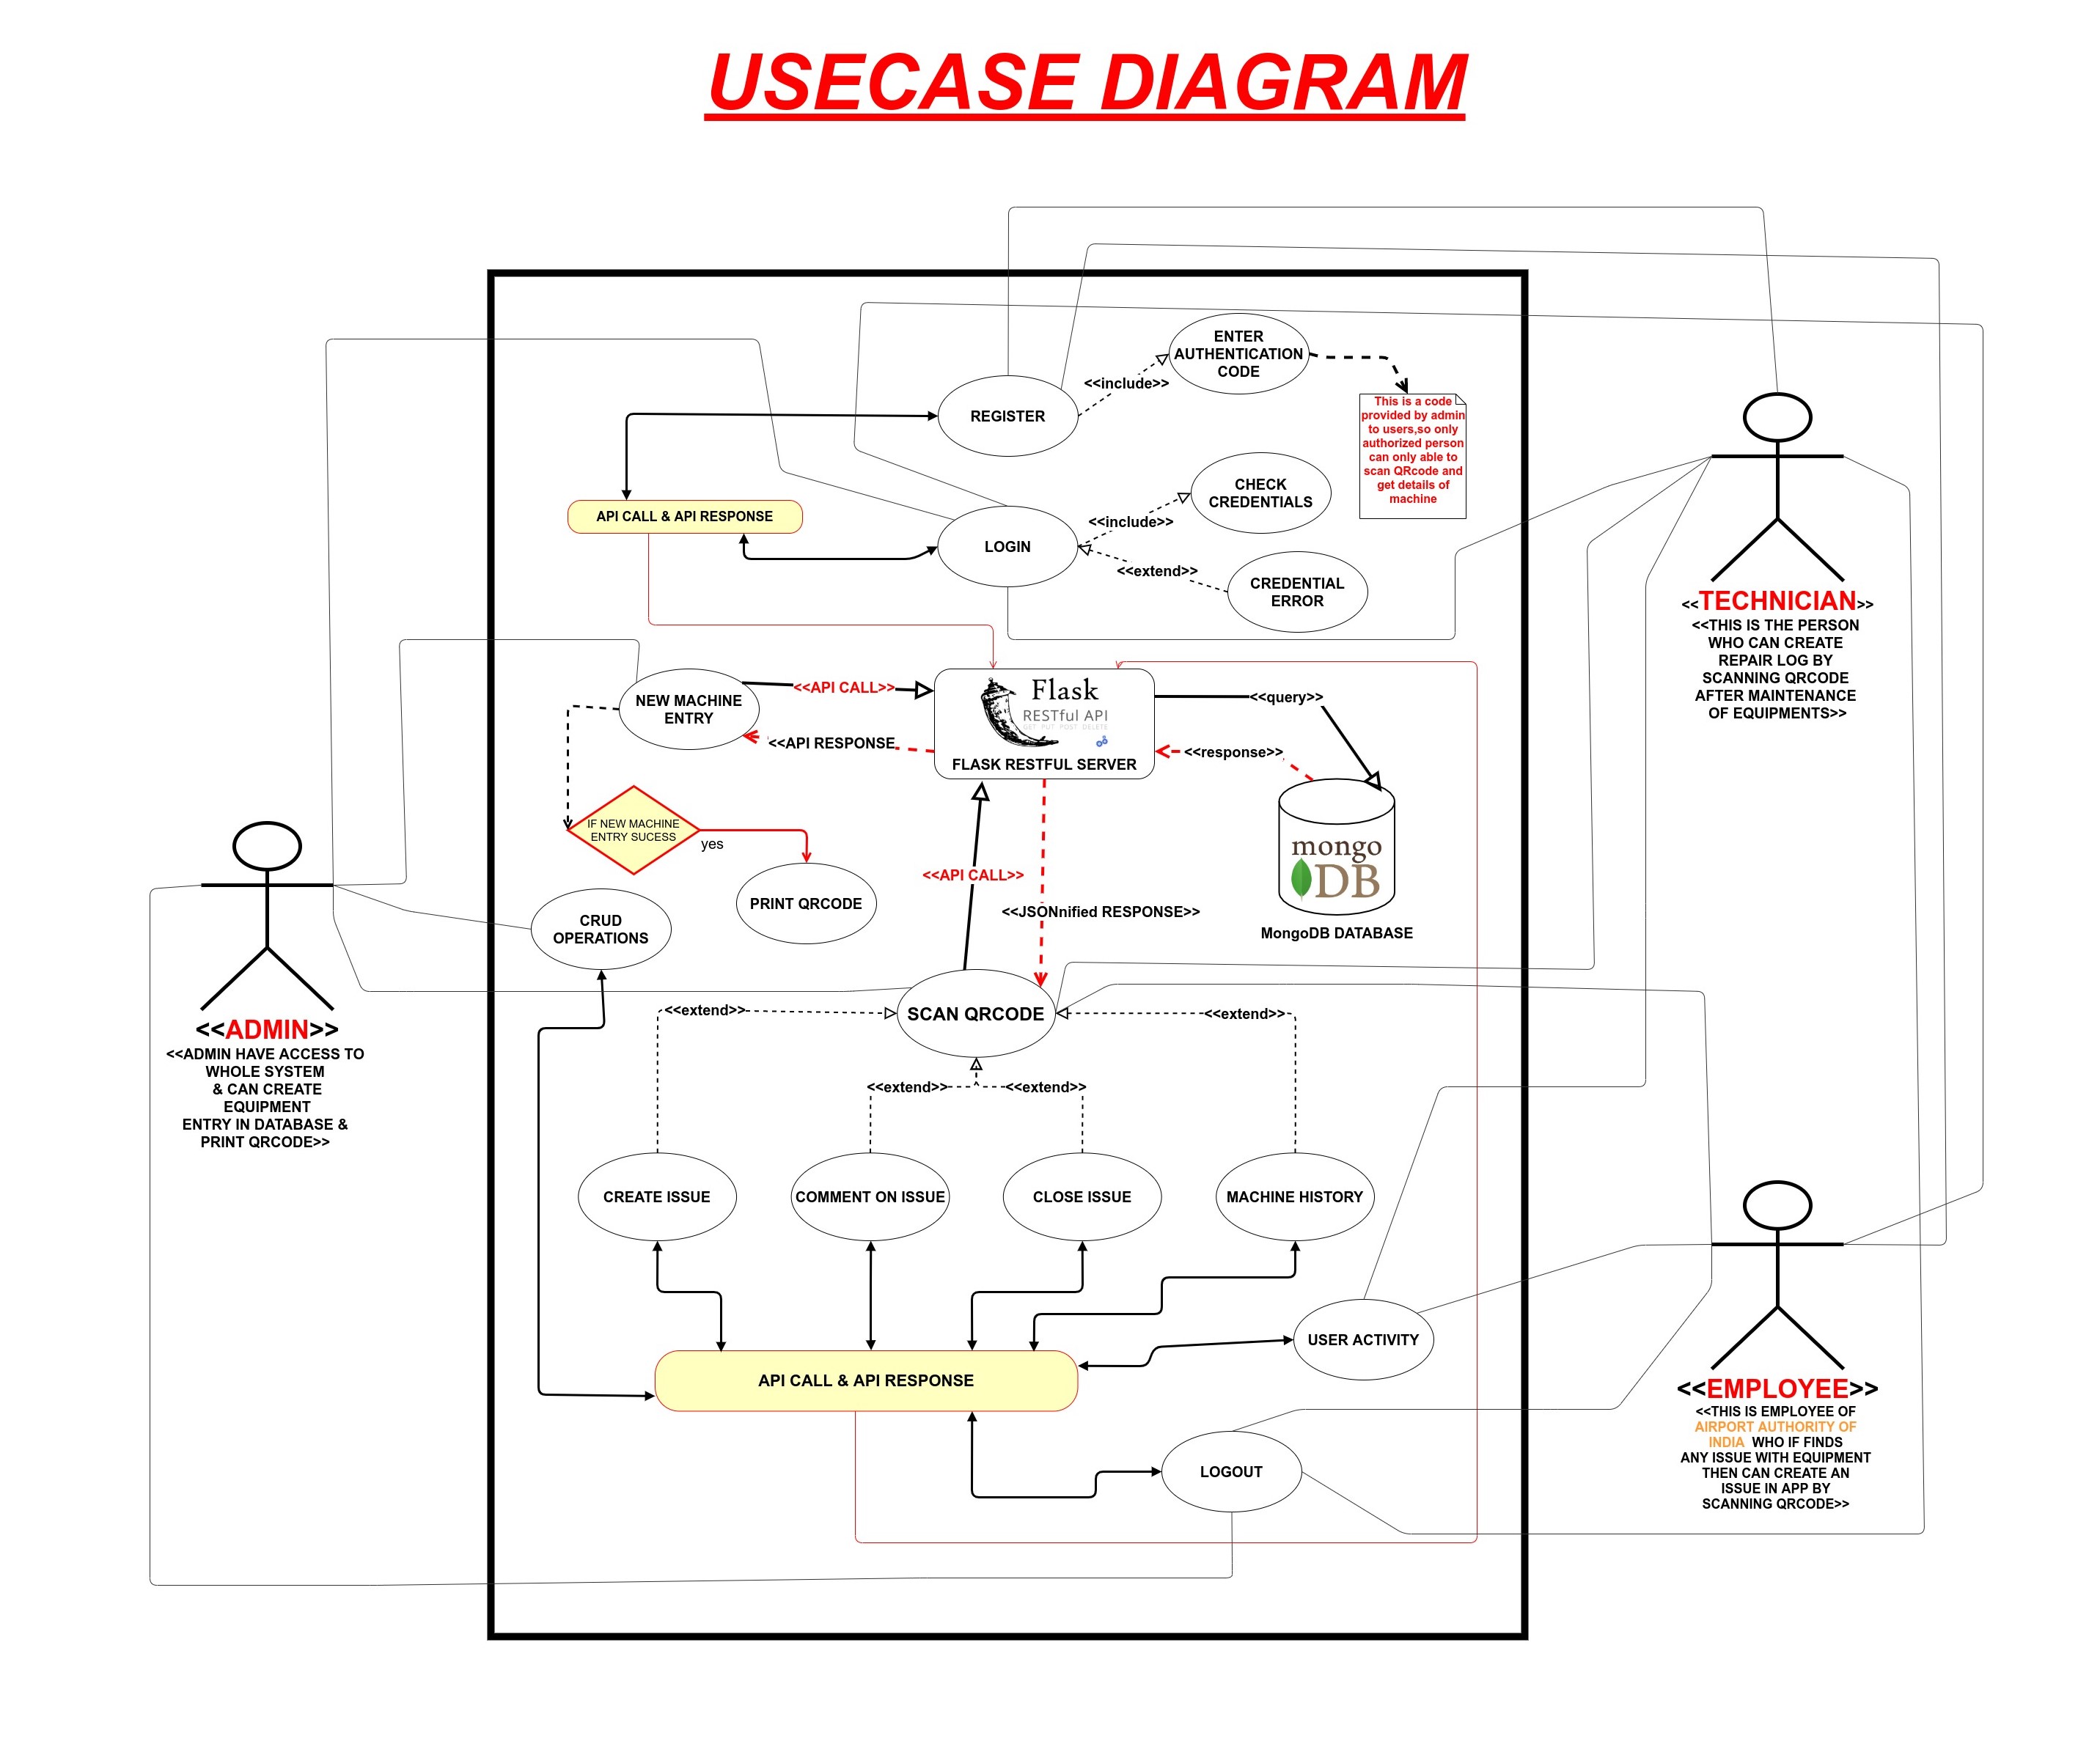 USECASE DIAGRAM
ENTER
AUTHENTICATION
CODE
<<include>>
REGISTER
This is a code
provided by admin
to users,so only
authorized person
can only able to
scan QRcode and
get details of
machine
CHECK
CREDENTIALS
<<include>>
API CALL & API RESPONSE
LOGIN
<<extend>>
CREDENTIAL
ERROR
<<TECHNICIAN>>
<<THIS IS THE PERSON
WHO CAN CREATE
REPAIR LOG BY
SCANNING QRCODE
AFTER MAINTENANCE
OF EQUIPMENTS>>
NEW MACHINE
ENTRY
<<API CALL>>
<<API RESPONSE
Flask
RESTful API
GET PUT POST DELETE
FLASK RESTFUL SERVER
<<query>>
<<response>>
IF NEW MACHINE
ENTRY SUCESS
yes
PRINT QRCODE
mongo
DB
MongoDB DATABASE
<<API CALL>>
<<JSONnified RESPONSE>>
CRUD
OPERATIONS
<<ADMIN>>
<<ADMIN HAVE ACCESS TO
WHOLE SYSTEM
& CAN CREATE
EQUIPMENT
ENTRY IN DATABASE &
PRINT QRCODE>>
<<extend>>
SCAN QRCODE
<<extend>>
<<extend>>
<<extend>>
CREATE ISSUE
COMMENT ON ISSUE
CLOSE ISSUE
MACHINE HISTORY
USER ACTIVITY
API CALL & API RESPONSE
LOGOUT
<<EMPLOYEE>>
<<THIS IS EMPLOYEE OF
AIRPORT AUTHORITY OF
INDIA WHO IF FINDS
ANY ISSUE WITH EQUIPMENT
THEN CAN CREATE AN
ISSUE IN APP BY
SCANNING QRCODE>>